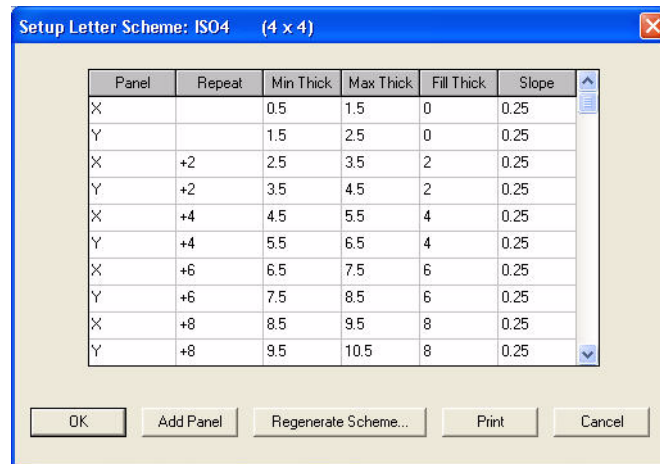 Setup Letter Scheme: ISO4 (4 x 4)
Panel Repeat Min Thick Max Thick Fill Thick Slope
X 0.5 1.5 0 0.25
Y 1.5 2.5 0 0.25
X +2 2.5 3.5 2 0.25
Y +2 3.5 4.5 2 0.25
X +4 4.5 5.5 4 0.25
Y +4 5.5 6.5 4 0.25
X +6 6.5 7.5 6 0.25
Y +6 7.5 8.5 6 0.25
X +8 8.5 9.5 8 0.25
Y +8 9.5 10.5 8 0.25
OK Add Panel Regenerate Scheme... Print Cancel